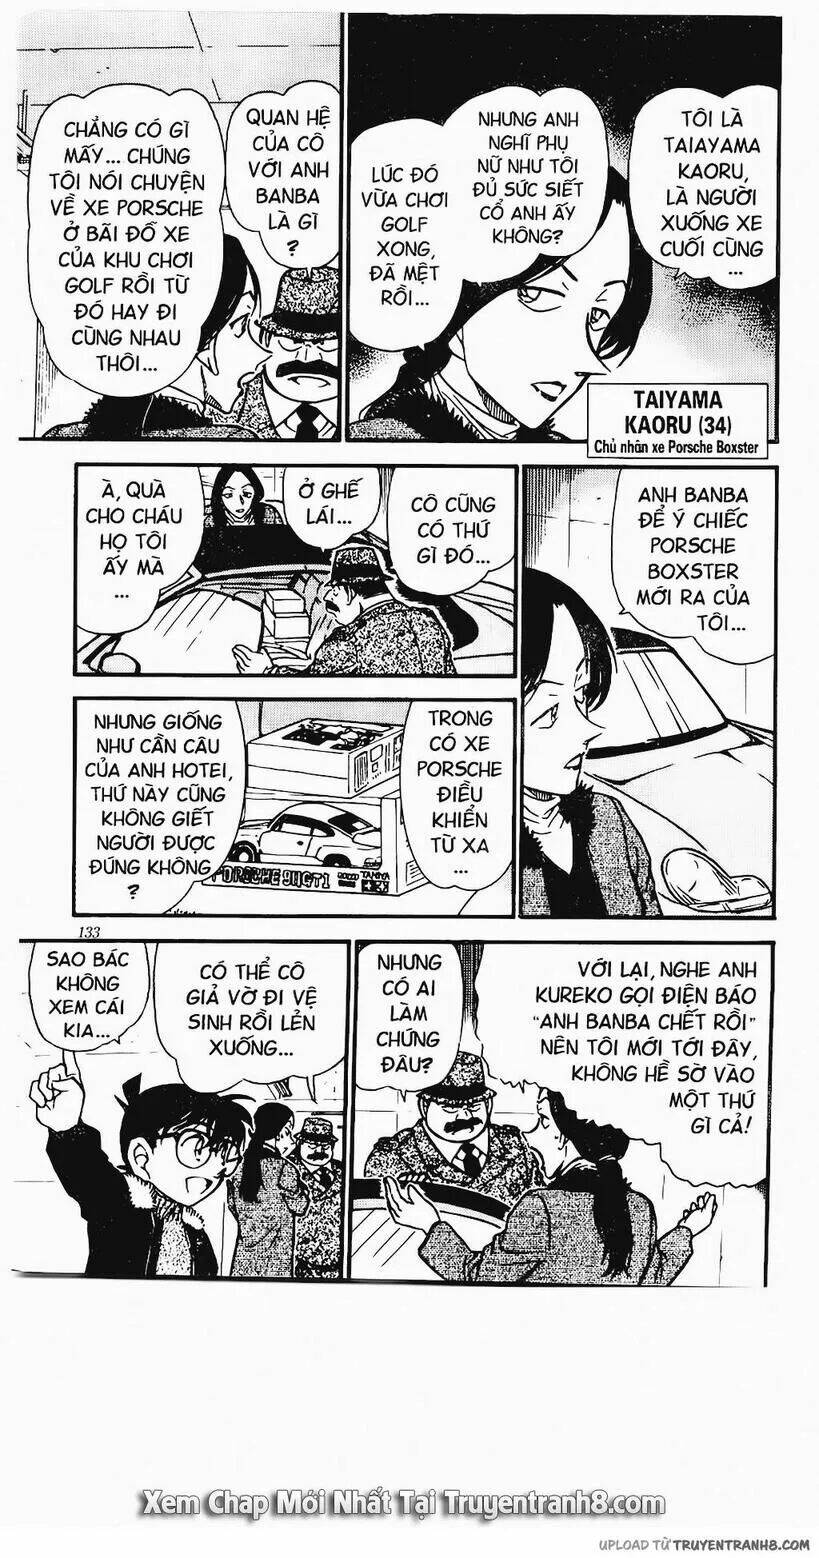 TÔI LÀ
TAIAYAMA
KAORU,
LÀ NGƯỜI
XUỐNG XE
CUỐI CÙNG
...
NHƯNG ANH
NGHĨ PHỤ
NỮ NHƯ TÔI
ĐỦ SỨC SIẾT
CỔ ANH ẤY
KHÔNG?
LÚC ĐÓ
VỪA CHƠI
GOLF
XONG,
ĐÃ MỆT
RỒI...
TAIYAMA
KAORU (34)
Chủ nhân xe Porsche Boxster
QUAN HỆ
CỦA CÔ
VỚI ANH
BANBA
LÀ GÌ
?
CHẲNG CÓ GÌ
MẤY... CHÚNG
TÔI NÓI CHUYỆN
VỀ XE PORSCHE
Ở BÃI ĐỖ XE
CỦA KHU CHƠI
GOLF RỒI TỪ
ĐÓ HAY ĐI
CÙNG NHAU
THÔI...
ANH BANBA
ĐỂ Ý CHIẾC
PORSCHE
BOXSTER
MỚI RA CỦA
TÔI...
CÔ CŨNG
CÓ THỨ
GÌ ĐÓ...
Ở GHẾ
LÁI...
À, QUÀ
CHO CHÁU
HỌ TÔI
ẤY MÀ
...
TRONG
CÓ XE
PORSCHE
ĐIỀU
KHIỂN
TỪ XA
...
PORSCHE 911GT1
TAMIYA
NHƯNG GIỐNG
NHƯ CẦN CÂU
CỦA ANH HOTEI,
THỨ NÀY CŨNG
KHÔNG GIẾT
NGƯỜI ĐƯỢC
ĐÚNG KHÔNG
?
133
VỚI LẠI, NGHE ANH
KUREKO GỌI ĐIỆN BÁO
"ANH BANBA CHẾT RỒI"
NÊN TÔI MỚI TỚI ĐÂY,
KHÔNG HỀ SỜ VÀO
MỘT THỨ
GÌ CẢ!
NHƯNG
CÓ AI
LÀM
CHỨNG
ĐÂU?
CÓ THỂ CÔ
GIẢ VỜ ĐI VỆ
SINH RỒI LẺN
XUỐNG...
SAO BÁC
KHÔNG
XEM CÁI
KIA...
Xem Chap Mới Nhất Tại Truyentranh8.com
UPLOAD TỪ TRUYENTRANH8.COM